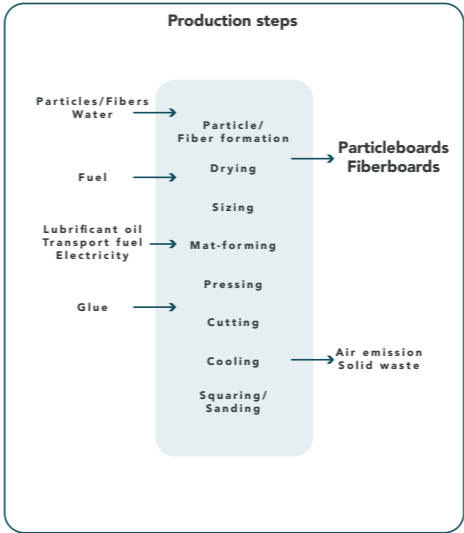 Production steps
Particles/Fibers
Water
Fuel
Lubrificant oil
Transport fuel
Electricity
Glue
Particle/
Fiber formation
Drying
Sizing
Mat-forming
Pressing
Cutting
Cooling
Squaring/
Sanding
Particleboards
Fiberboards
Air emission
Solid waste